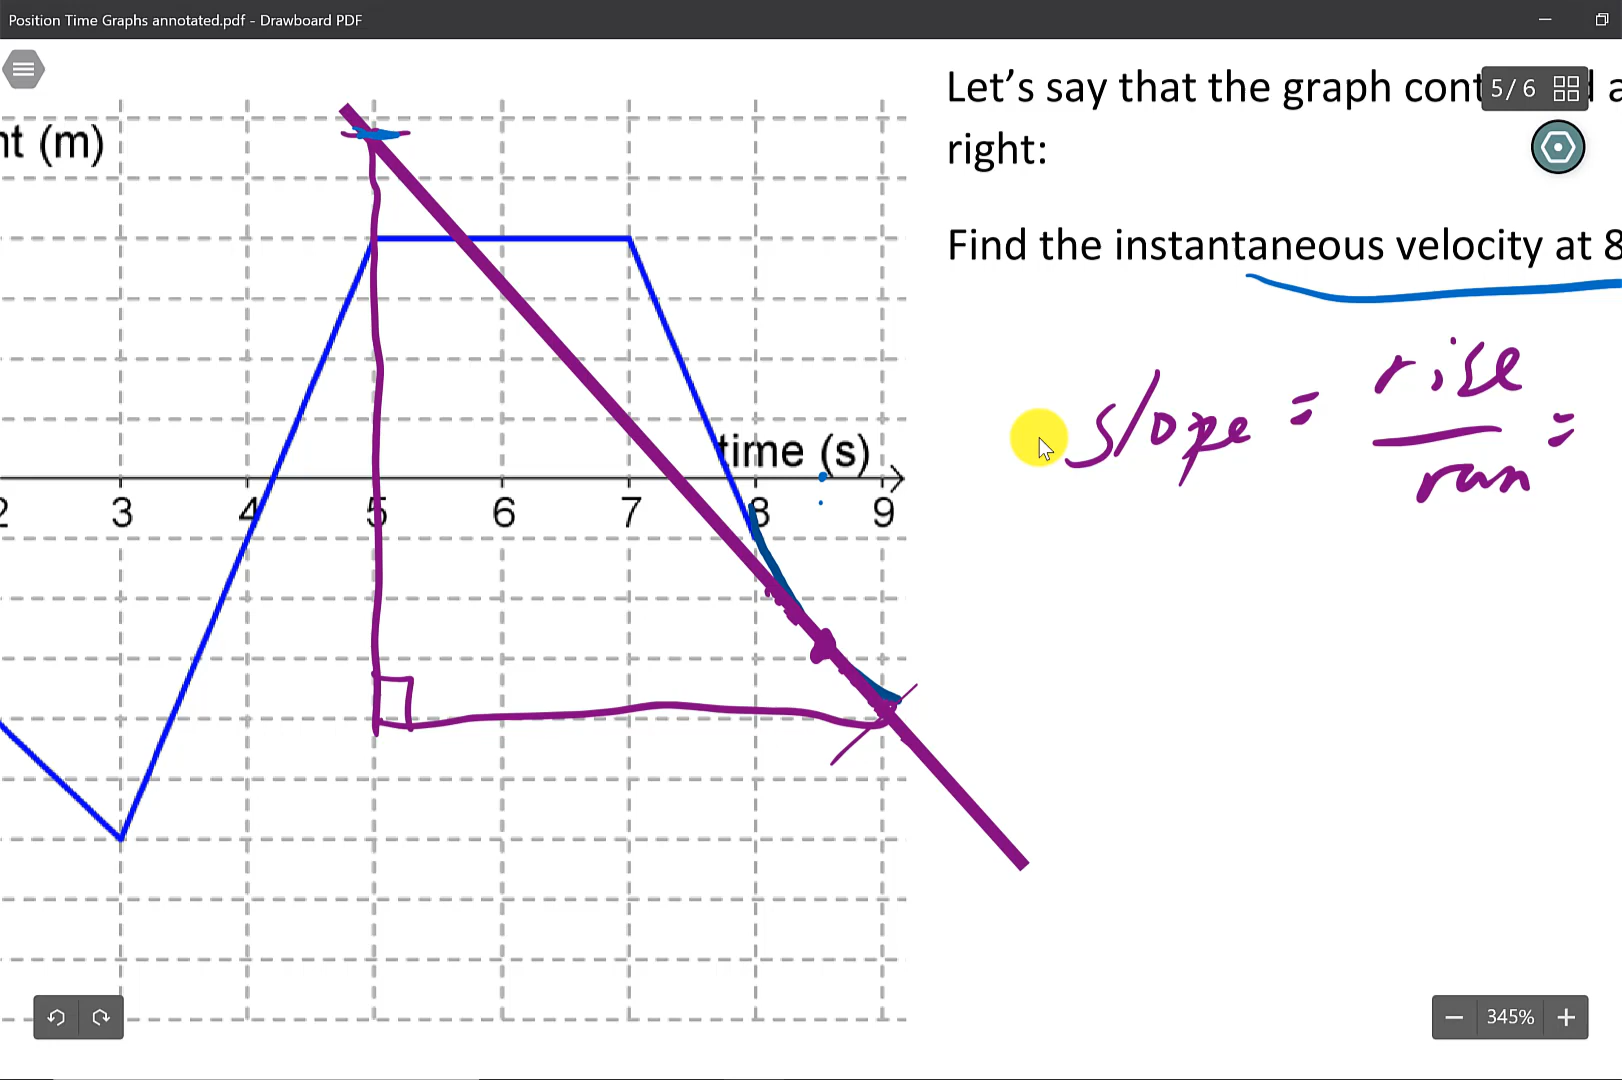 Position Time Graphs annotated.pdf - Drawboard PDF
nt (m)
Let's say that the graph cont
5 / 6
right:
Find the instantaneous velocity at 8
slope = rise
=
run
time (s)
2 3 4 5 6 7 8 9
345%